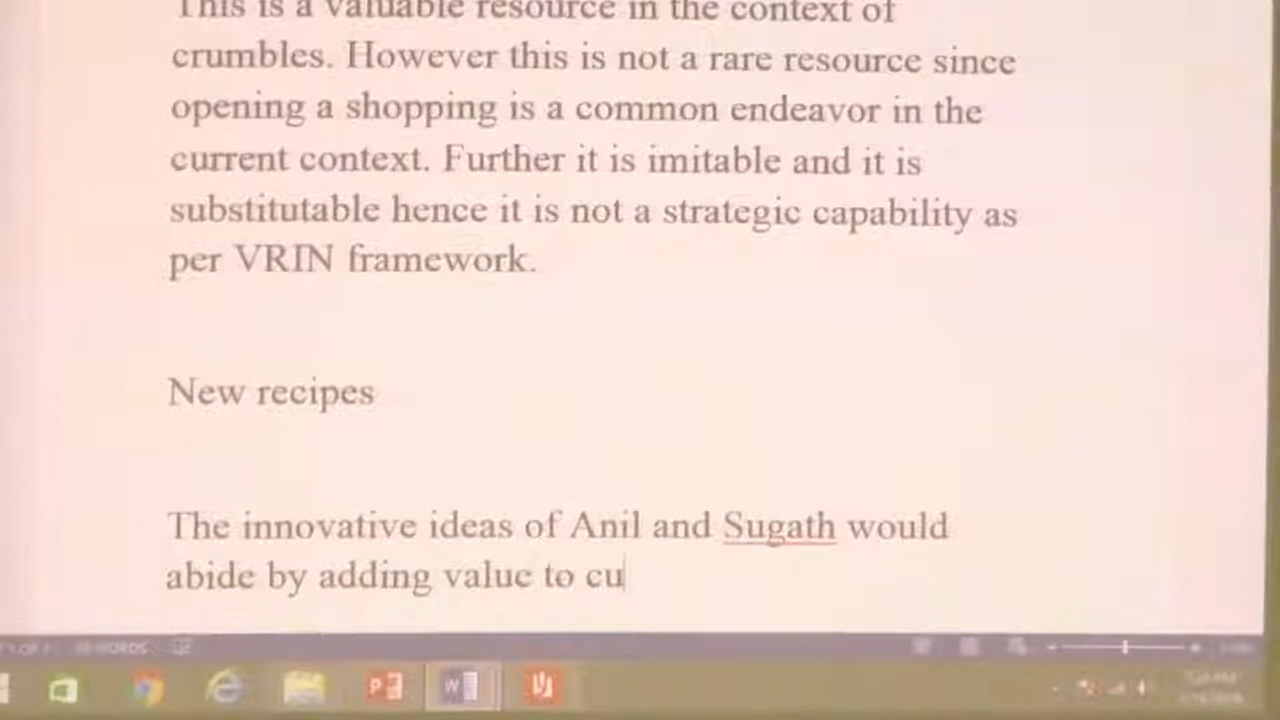 This is a valuable resource in the context of
crumbles. However this is not a rare resource since
opening a shopping is a common endeavor in the
current context. Further it is imitable and it is
substitutable hence it is not a strategic capability as
per VRIN framework.
New recipes
The innovative ideas of Anil and Sugath would
abide by adding value to cu
WORDS